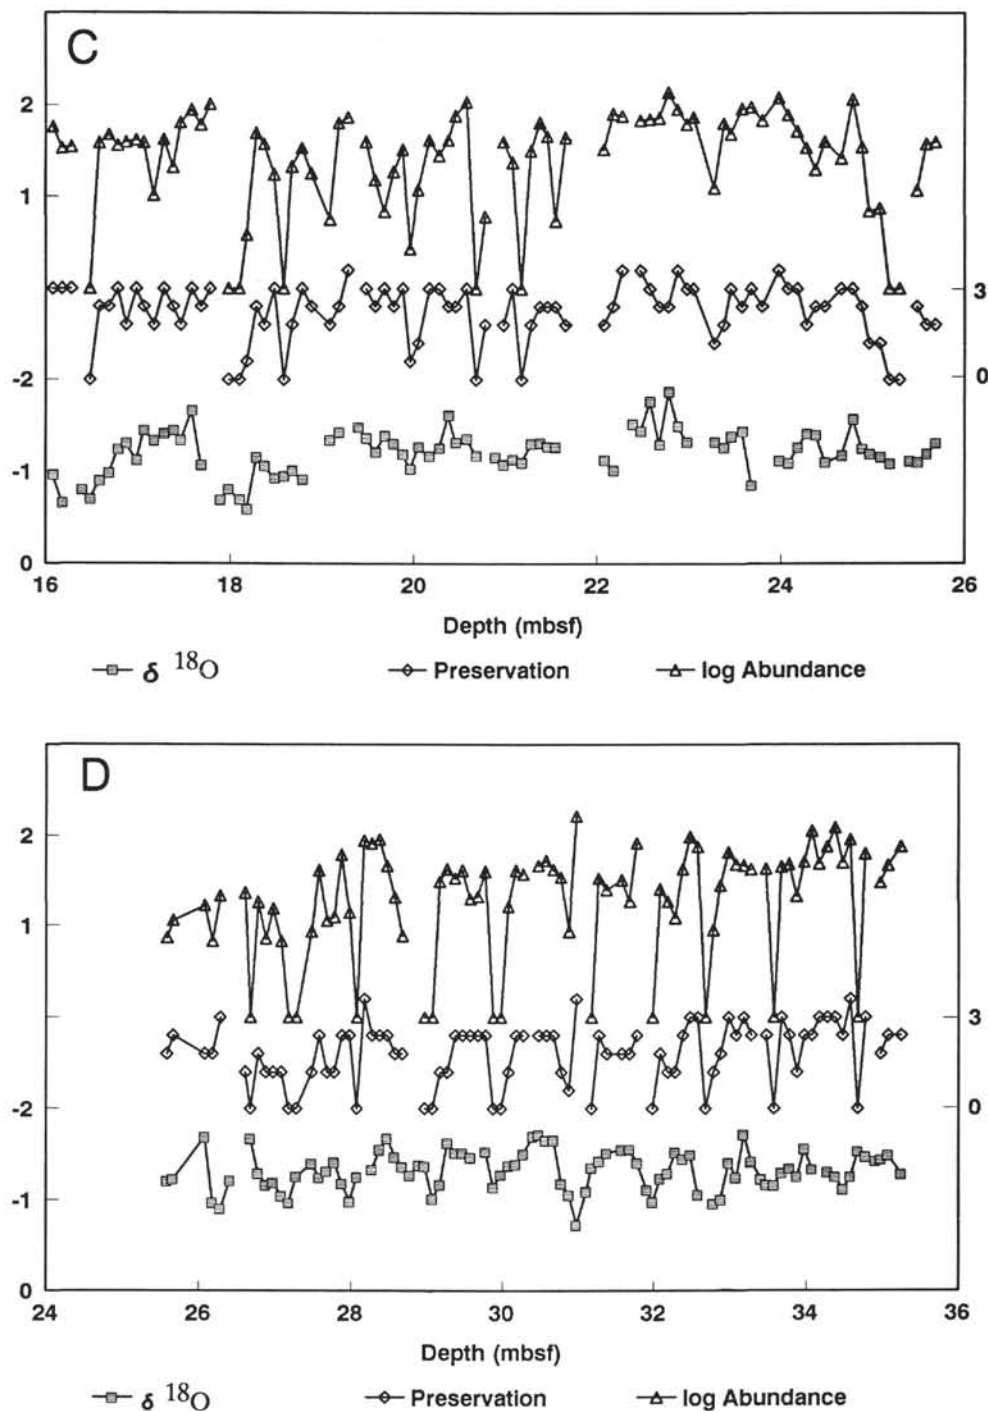 C
2
1
3
-2
0
-1
0
16 18 20 22 24 26
Depth (mbsf)
δ 18O Preservation log Abundance
D
2
1
3
-2
0
-1
0
24 26 28 30 32 34 36
Depth (mbsf)
δ 18O Preservation log Abundance